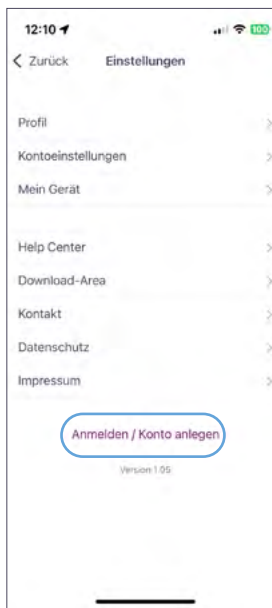 12:10
100
Zurück Einstellungen
Profil
Kontoeinstellungen
Mein Gerät
Help Center
Download-Area
Kontakt
Datenschutz
Impressum
Anmelden / Konto anlegen
Version 1.05